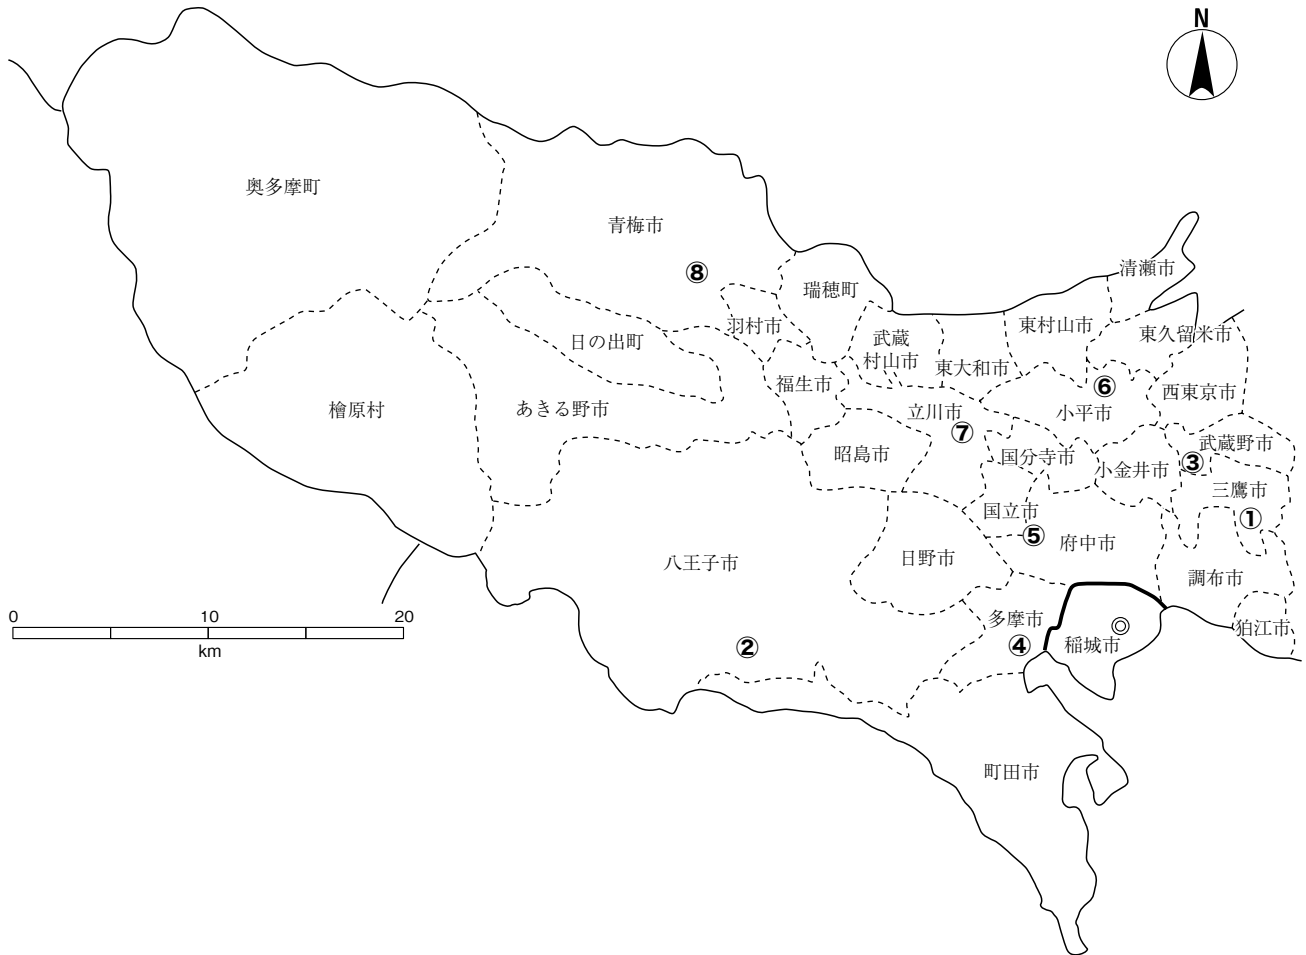 N
奥多摩町
青梅市
⑧
瑞穂町
清瀬市
羽村市
日の出町
武蔵
村山市
東大和市
東村山市
東久留米市
檜原村
あきる野市
福生市
立川市
⑦
⑥
小平市
西東京市
昭島市
国分寺市
小金井市
③
武蔵野市
三鷹市
①
国立市
⑤
府中市
八王子市
日野市
調布市
0 10 20
km
②
多摩市
④
稲城市
◎
狛江市
町田市